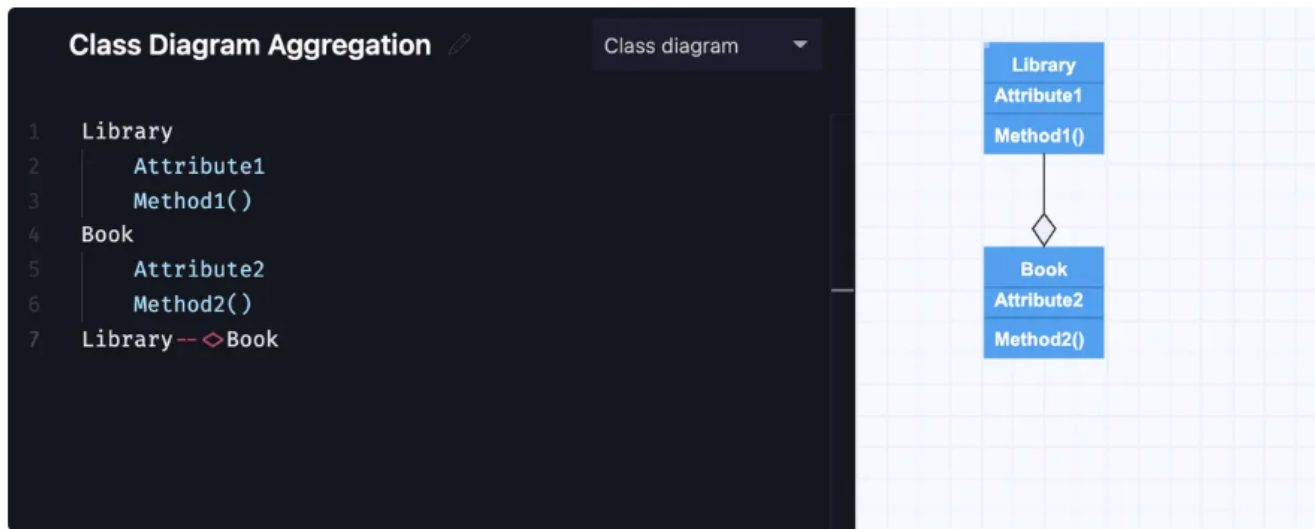 Class Diagram Aggregation
Class diagram
1 Library
2 Attribute1
3 Method1()
4 Book
5 Attribute2
6 Method2()
7 Library--<>Book
Library
Attribute1
Method1()
Book
Attribute2
Method2()